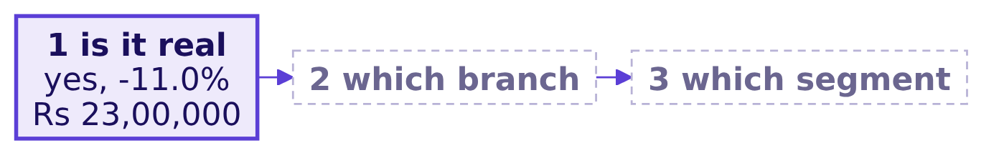 1 is it real
yes, -11.0%
Rs 23,00,000
2 which branch
3 which segment